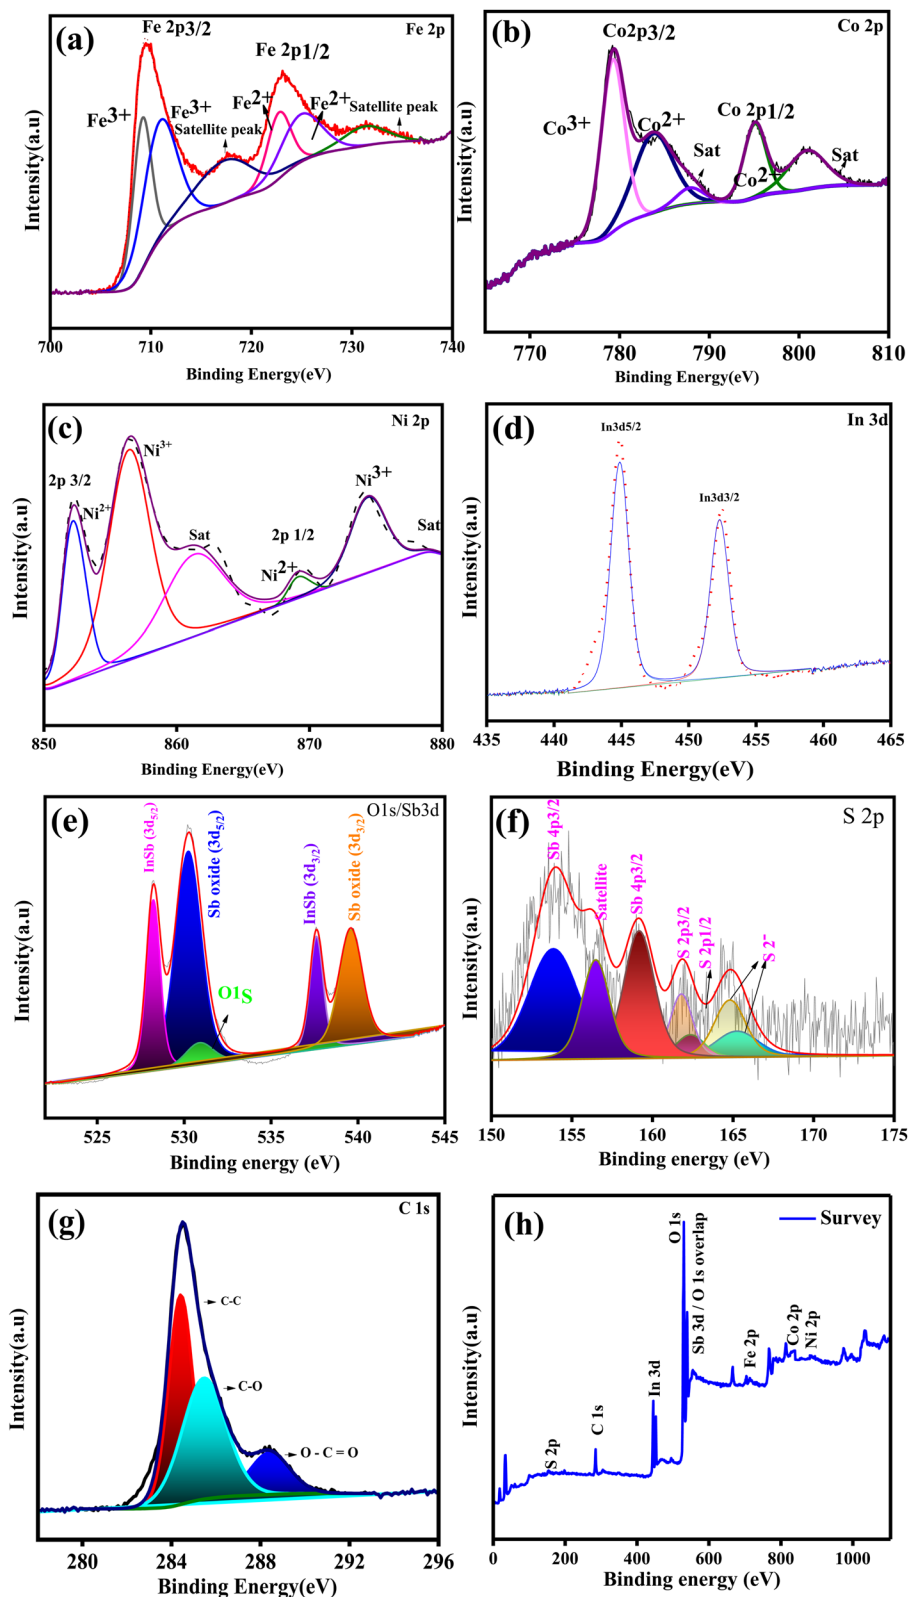 (a)
Fe 2p
Fe 2p3/2
Fe 2p1/2
Fe3+
Fe3+
Satellite peak
Fe2+
Fe2+
Satellite peak
Intensity(a.u)
700 710 720 730 740
Binding Energy(eV)
(b)
Co 2p
Co2p3/2
Co3+
Co2+
Sat
Co 2p1/2
Co2+
Sat
Intensity(a.u)
770 780 790 800 810
Binding Energy(eV)
(c)
Ni 2p
2p 3/2
Ni2+
Ni3+
Sat
2p 1/2
Ni2+
Ni3+
Sat
Intensity(a.u)
850 860 870 880
Binding Energy(eV)
(d)
In 3d
In3d5/2
In3d3/2
Intensity(a.u)
435 440 445 450 455 460 465
Binding Energy(eV)
(e)
O1s/Sb3d
InSb (3d5/2)
Sb oxide (3d5/2)
O1S
InSb (3d3/2)
Sb oxide (3d3/2)
Intensity(a.u)
525 530 535 540 545
Binding energy (eV)
(f)
S 2p
Sb 4p3/2
Satellite
Sb 4p3/2
S 2p3/2
S 2p1/2
S 2-
Intensity(a.u)
150 155 160 165 170 175
Binding energy (eV)
(g)
C 1s
C-C
C-O
O - C = O
Intensity(a.u)
280 284 288 292 296
Binding Energy(eV)
(h)
Survey
S 2p
C 1s
In 3d
O 1s
Sb 3d / O 1s overlap
Fe 2p
Co 2p
Ni 2p
Intensity(a.u)
0 200 400 600 800 1000
Binding energy (eV)